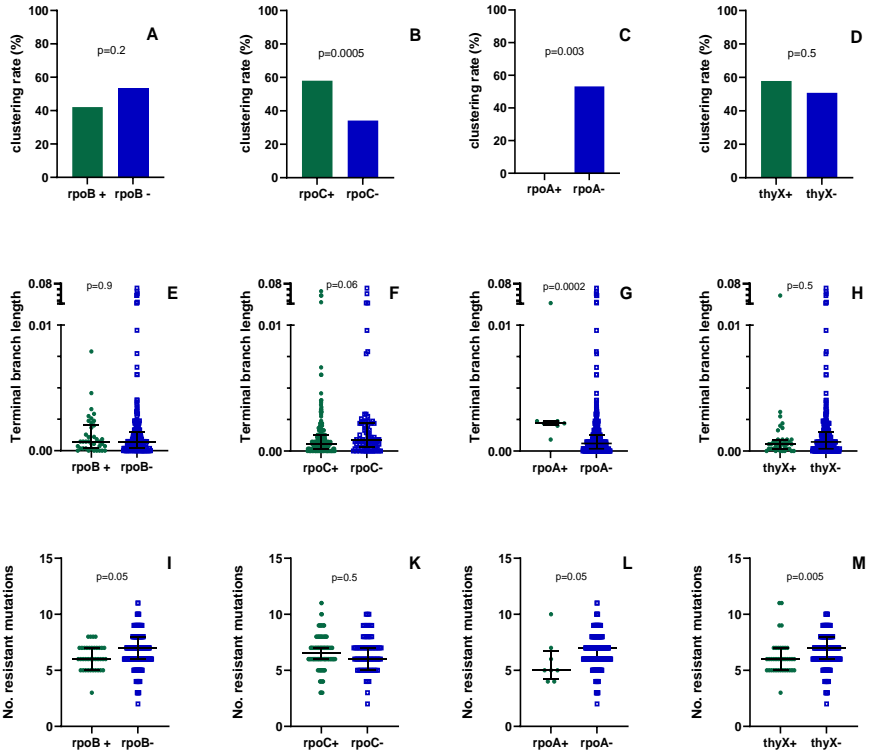 A
p=0.2
clustering rate (%)
100
80
60
40
20
0
rpoB + rpoB -
B
p=0.0005
clustering rate (%)
100
80
60
40
20
0
rpoC+ rpoC-
C
p=0.003
clustering rate (%)
100
80
60
40
20
0
rpoA+ rpoA-
D
p=0.5
clustering rate (%)
100
80
60
40
20
0
thyX+ thyX-
E
p=0.9
Terminal branch length
0.08
0.01
0.00
rpoB + rpoB-
F
p=0.06
Terminal branch length
0.08
0.01
0.00
rpoC+ rpoC-
G
p=0.0002
Terminal branch length
0.08
0.01
0.00
rpoA+ rpoA-
H
p=0.5
Terminal branch length
0.08
0.01
0.00
thyX+ thyX-
I
p=0.05
No. resistant mutations
15
10
5
0
rpoB + rpoB-
K
p=0.5
No. resistant mutations
15
10
5
0
rpoC+ rpoC-
L
p=0.05
No. resistant mutations
15
10
5
0
rpoA+ rpoA-
M
p=0.005
No. resistant mutations
15
10
5
0
thyX+ thyX-